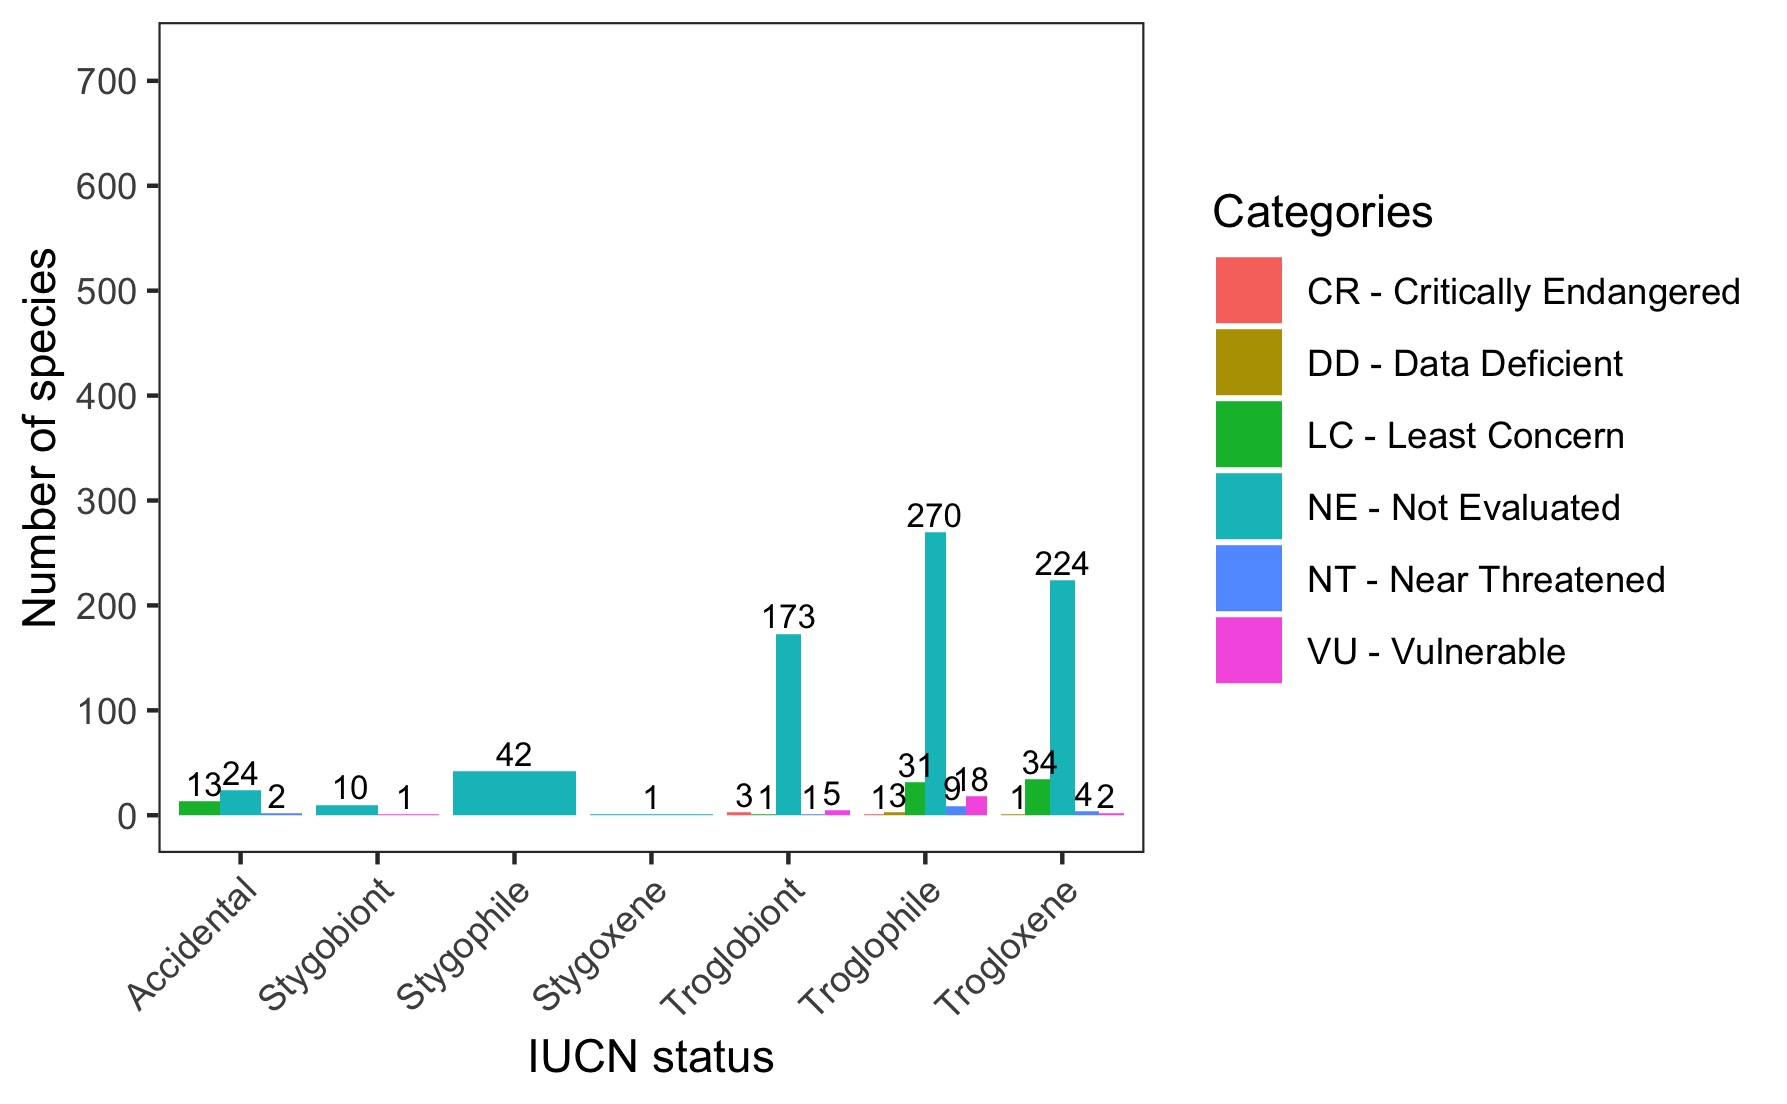 700
600
500
400
300
200
100
0
Number of species
13
24
2
10
1
42
1
3
1
173
1
5
1
3
31
270
9
18
1
34
224
4
2
Accidental
Stygobiont
Stygophile
Stygoxene
Troglobiont
Troglophile
Trogloxene
IUCN status
Categories
CR - Critically Endangered
DD - Data Deficient
LC - Least Concern
NE - Not Evaluated
NT - Near Threatened
VU - Vulnerable